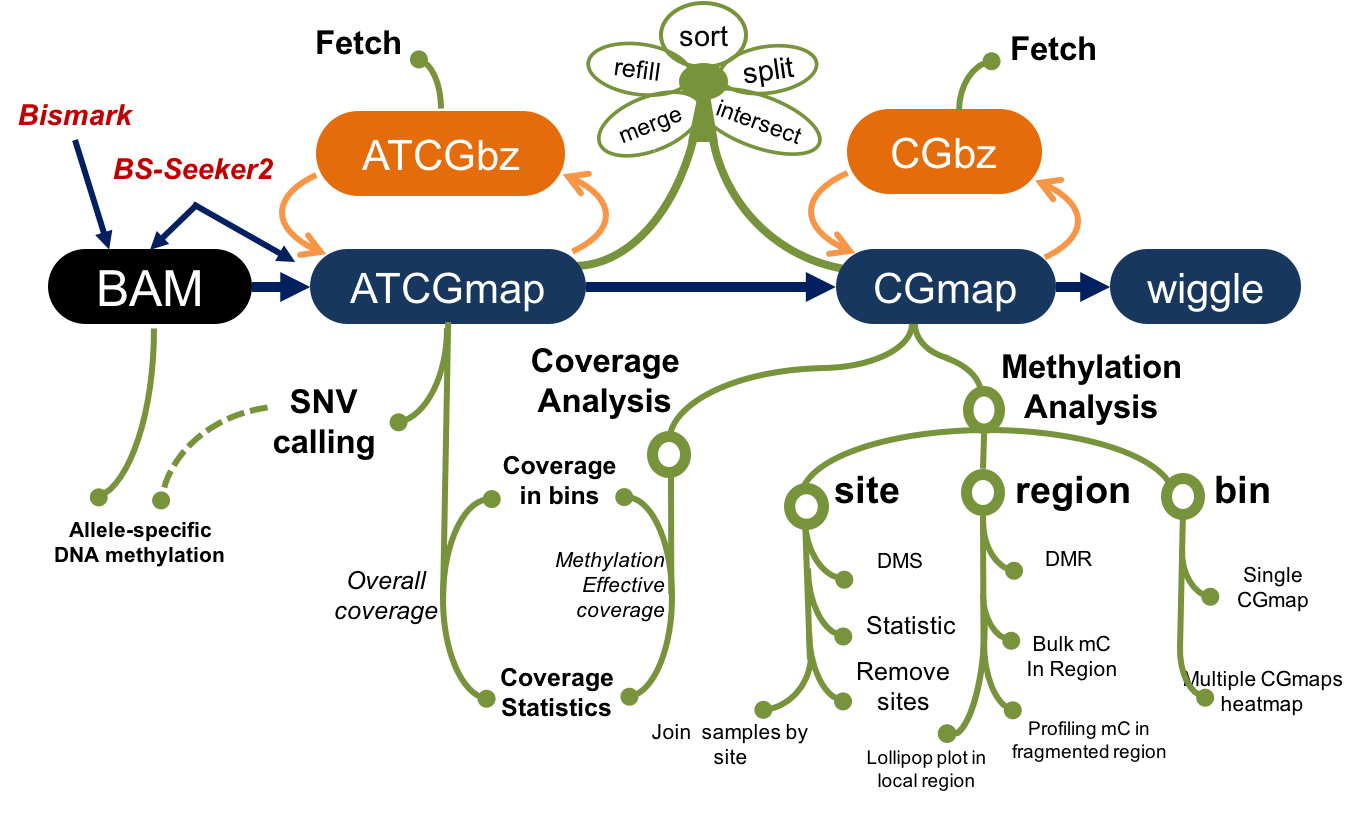 Fetch
sort
refill
split
merge
intersect
Fetch
Bismark
BS-Seeker2
ATCGbz
CGbz
BAM
ATCGmap
CGmap
wiggle
SNV
calling
Coverage
Analysis
Methylation
Analysis
Allele-specific
DNA methylation
Coverage
in bins
Overall
coverage
Methylation
Effective
coverage
Coverage
Statistics
site
region
bin
DMS
Statistic
Remove
sites
Join samples by
site
DMR
Bulk mC
In Region
Profiling mC in
fragmented region
Lollipop plot in
local region
Single
CGmap
Multiple CGmaps
heatmap